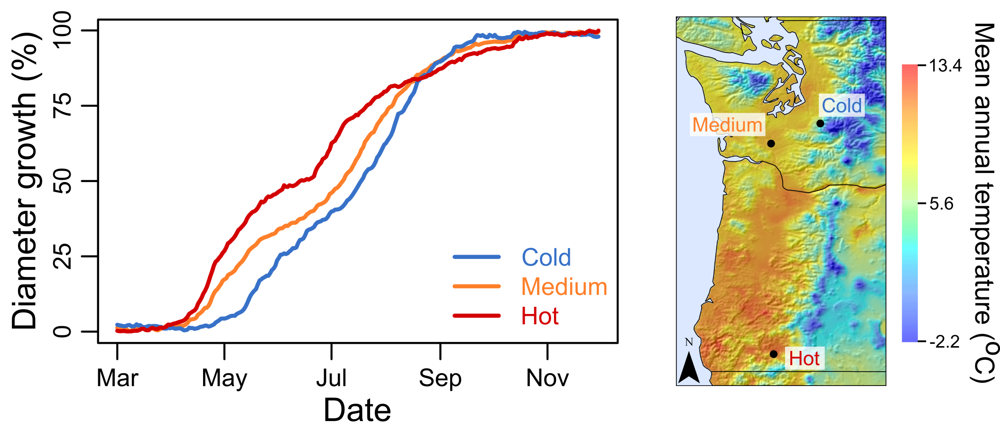 Diameter growth (%)
100
75
50
25
0
Cold
Medium
Hot
Mar May Jul Sep Nov
Date
Cold
Medium
Hot
N
13.4
5.6
-2.2
Mean annual temperature (ºC)